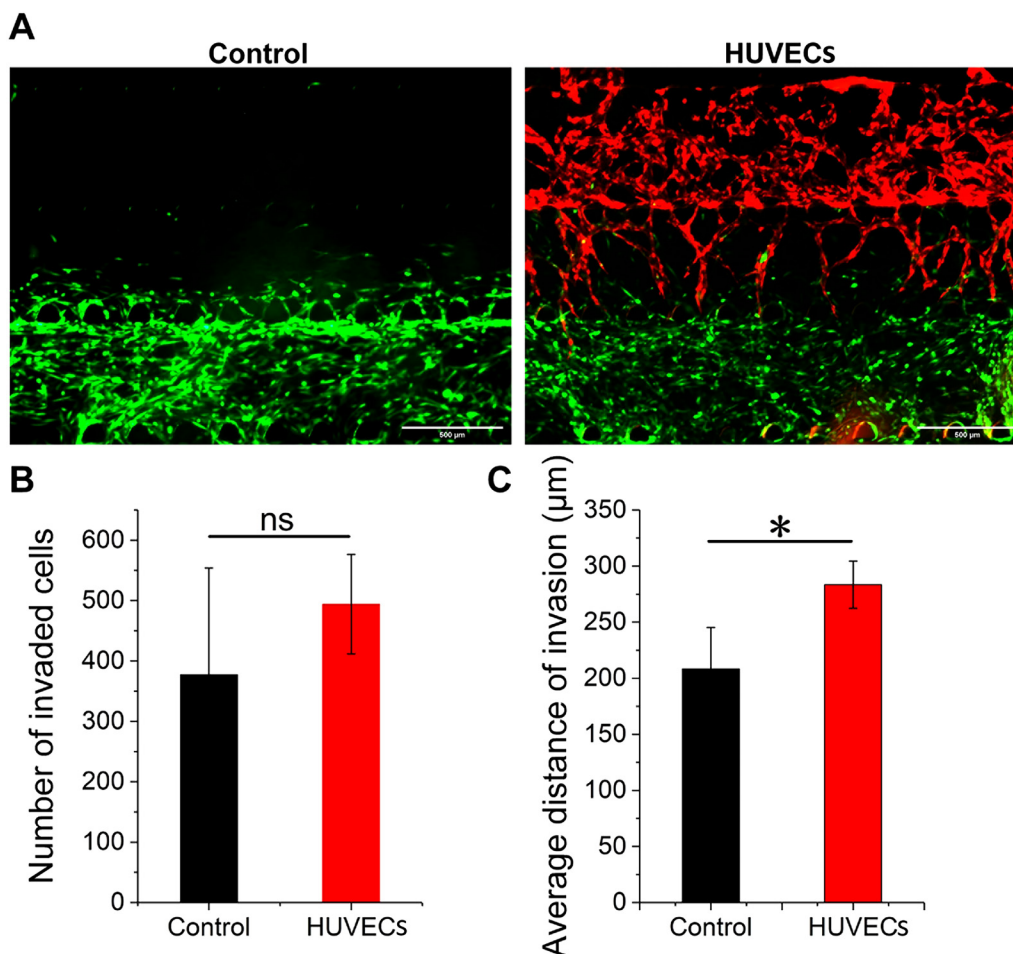 A
Control
HUVECs
500 µm
500 µm
B
ns
Number of invaded cells
600
500
400
300
200
100
0
Control
HUVECs
C
*
Average distance of invasion (µm)
350
300
250
200
150
100
50
0
Control
HUVECs